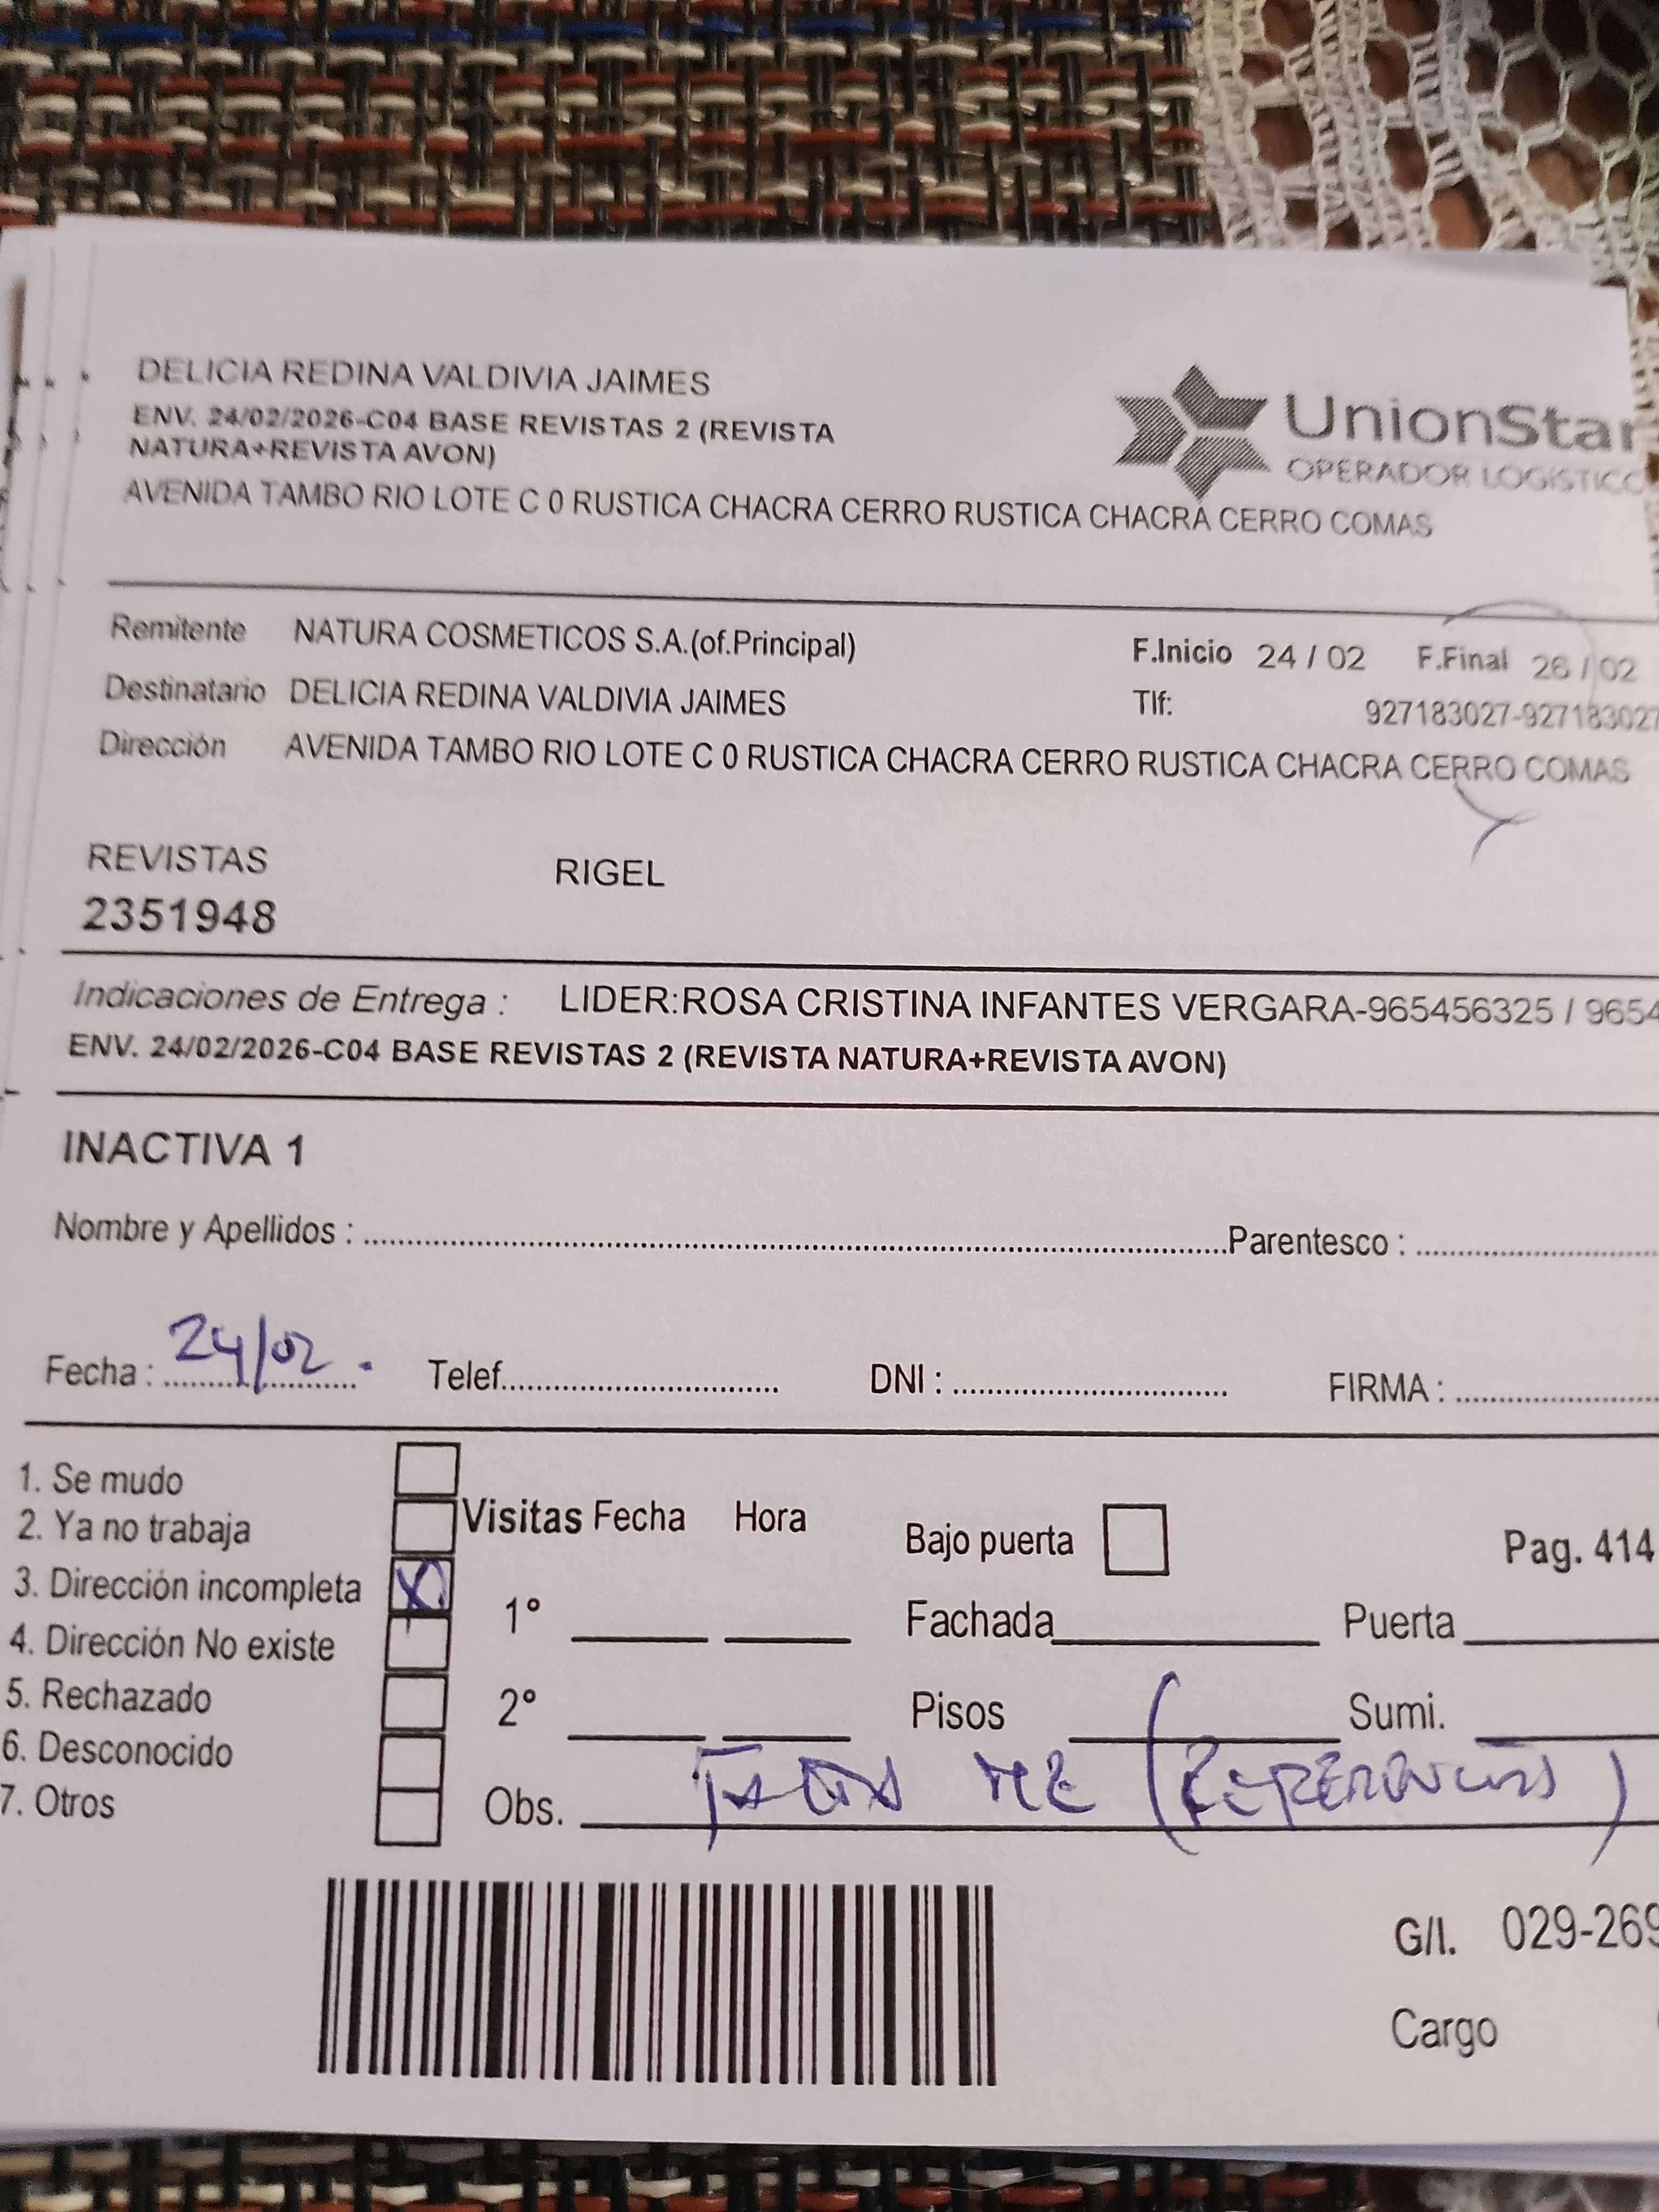 DELICIA REDINA VALDIVIA JAIMES
ENV. 24/02/2026-C04 BASE REVISTAS 2 (REVISTA
NATURA+REVISTA AVON)
AVENIDA TAMBO RIO LOTE C 0 RUSTICA CHACRA CERRO RUSTICA CHACRA CERRO COMAS
UnionStar
OPERADOR LOGISTICO
Remitente NATURA COSMETICOS S.A.(of.Principal) F.Inicio 24 / 02 F.Final 26 / 02
Destinatario DELICIA REDINA VALDIVIA JAIMES Tlf: 927183027-927183027
Dirección AVENIDA TAMBO RIO LOTE C 0 RUSTICA CHACRA CERRO RUSTICA CHACRA CERRO COMAS
REVISTAS RIGEL
2351948
Indicaciones de Entrega : LIDER:ROSA CRISTINA INFANTES VERGARA-965456325 / 9654
ENV. 24/02/2026-C04 BASE REVISTAS 2 (REVISTA NATURA+REVISTA AVON)
INACTIVA 1
Nombre y Apellidos : Parentesco :
Fecha : 24/02. Telef. DNI : FIRMA :
1. Se mudo
2. Ya no trabaja Visitas Fecha Hora Bajo puerta Pag. 414
3. Dirección incompleta X 1° Fachada Puerta
4. Dirección No existe
5. Rechazado 2° Pisos Sumi.
6. Desconocido
7. Otros Obs. MZ
G/I. 029-269
Cargo